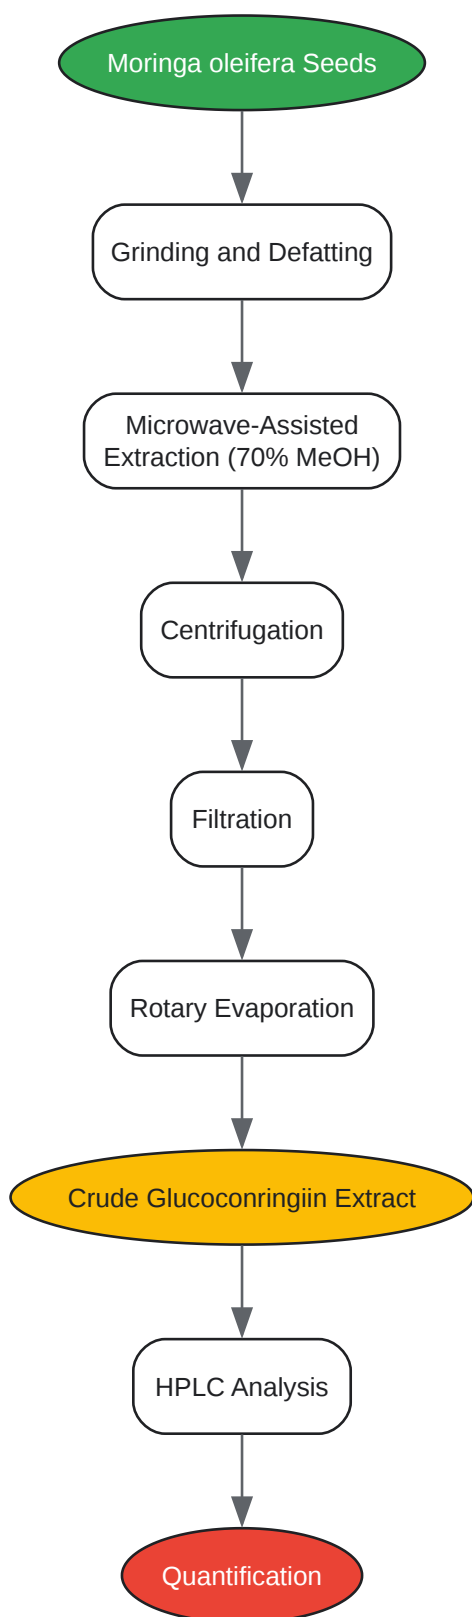 Moringa oleifera Seeds
Grinding and Defatting
Microwave-Assisted
Extraction (70% MeOH)
Centrifugation
Filtration
Rotary Evaporation
Crude Glucoconringiin Extract
HPLC Analysis
Quantification